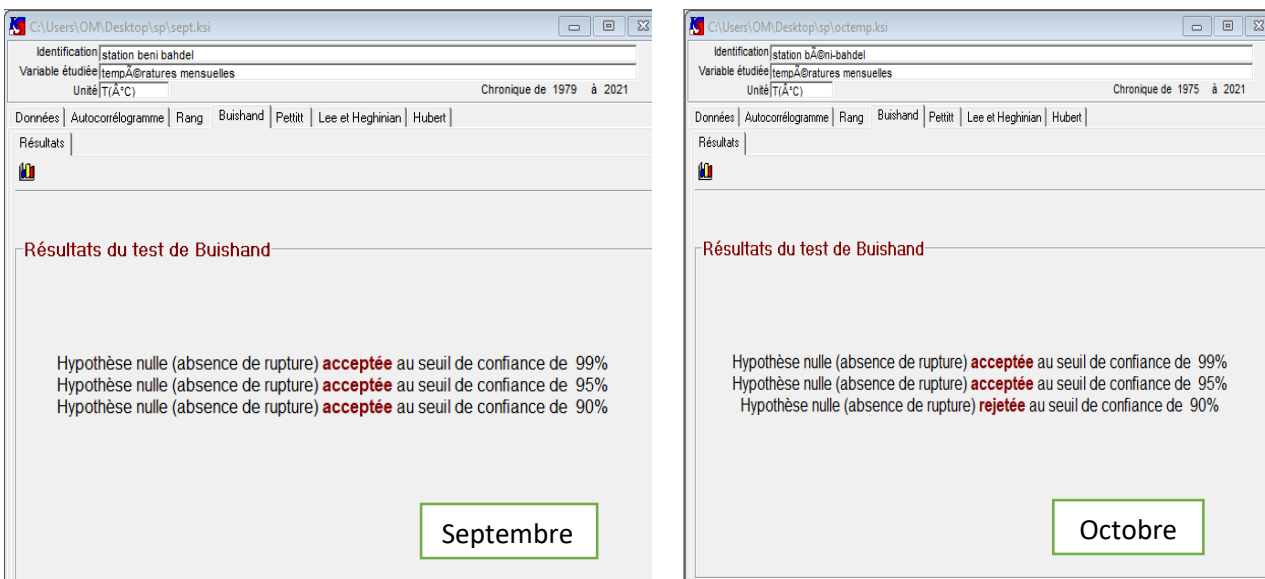 C:\Users\OM\Desktop\sp\sept.ksi
Identification station beni bahdel
Variable étudiée tempÃ©ratures mensuelles
Unité T(Â°C) Chronique de 1979 à 2021
Données Autocorrélogramme Rang Buishand Pettitt Lee et Heghinian Hubert
Résultats
Résultats du test de Buishand
Hypothèse nulle (absence de rupture) acceptée au seuil de confiance de 99%
Hypothèse nulle (absence de rupture) acceptée au seuil de confiance de 95%
Hypothèse nulle (absence de rupture) acceptée au seuil de confiance de 90%
Septembre
C:\Users\OM\Desktop\sp\octemp.ksi
Identification station bÃ©ni-bahdel
Variable étudiée tempÃ©ratures mensuelles
Unité T(Â°C) Chronique de 1975 à 2021
Données Autocorrélogramme Rang Buishand Pettitt Lee et Heghinian Hubert
Résultats
Résultats du test de Buishand
Hypothèse nulle (absence de rupture) acceptée au seuil de confiance de 99%
Hypothèse nulle (absence de rupture) acceptée au seuil de confiance de 95%
Hypothèse nulle (absence de rupture) rejetée au seuil de confiance de 90%
Octobre